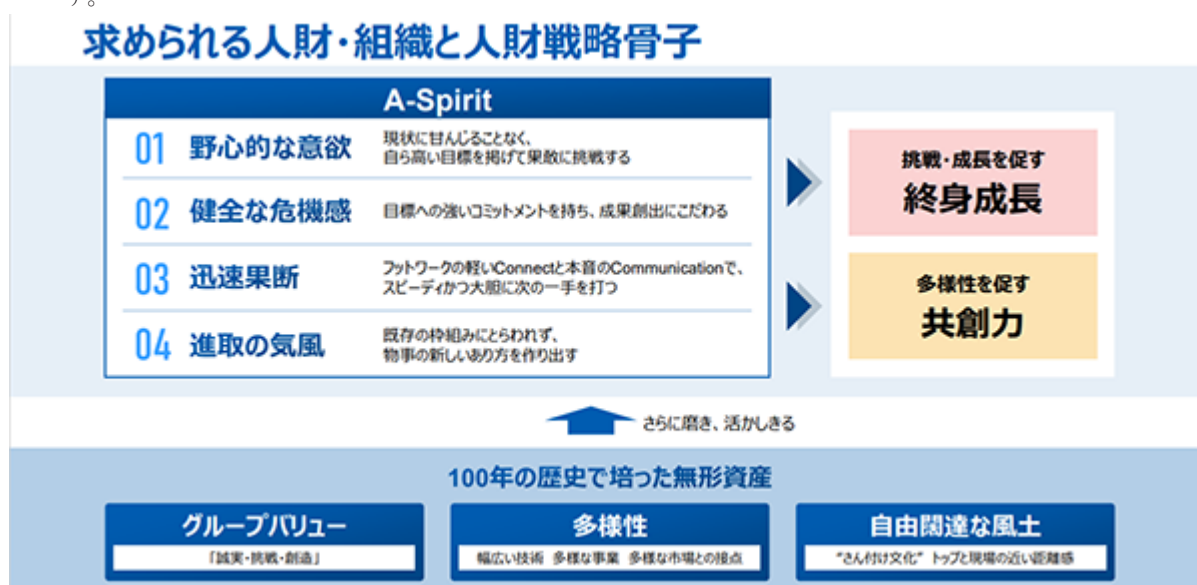 す。
求められる人財・組織と人財戦略骨子
A-Spirit
01 野心的な意欲
現状に甘んじることなく、
自ら高い目標を掲げて果敢に挑戦する
02 健全な危機感
目標への強いコミットメントを持ち、成果創出にこだわる
03 迅速果断
フットワークの軽いConnectと本音のCommunicationで、
スピーディかつ大胆に次の一手を打つ
04 進取の気風
既存の枠組みにとらわれず、
物事の新しいあり方を作り出す
挑戦・成長を促す
終身成長
多様性を促す
共創力
さらに磨き、活かしきる
100年の歴史で培った無形資産
グループバリュー
「誠実・挑戦・創造」
多様性
幅広い技術 多様な事業 多様な市場との接点
自由闊達な風土
“さん付け文化” トップと現場の近い距離感